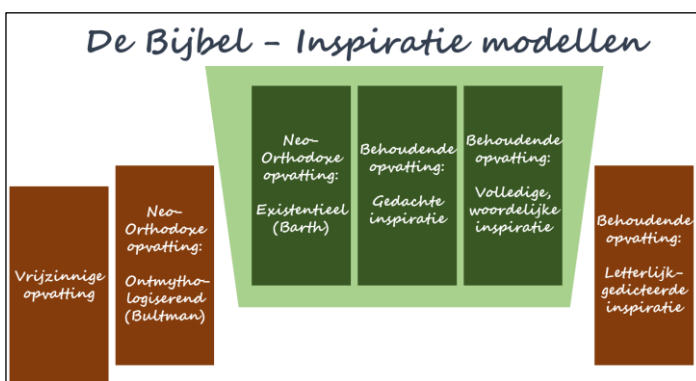 De Bijbel - Inspiratie modellen
Vrijzinnige
opvatting
Neo-
Orthodoxe
opvatting:
Ontmytho-
logiserend
(Bultman)
Neo-
Orthodoxe
opvatting:
Existentieel
(Barth)
Behoudende
opvatting:
Gedachte
inspiratie
Behoudende
opvatting:
Volledige,
woordelijke
inspiratie
Behoudende
opvatting:
Letterlijk-
gedicteerde
inspiratie